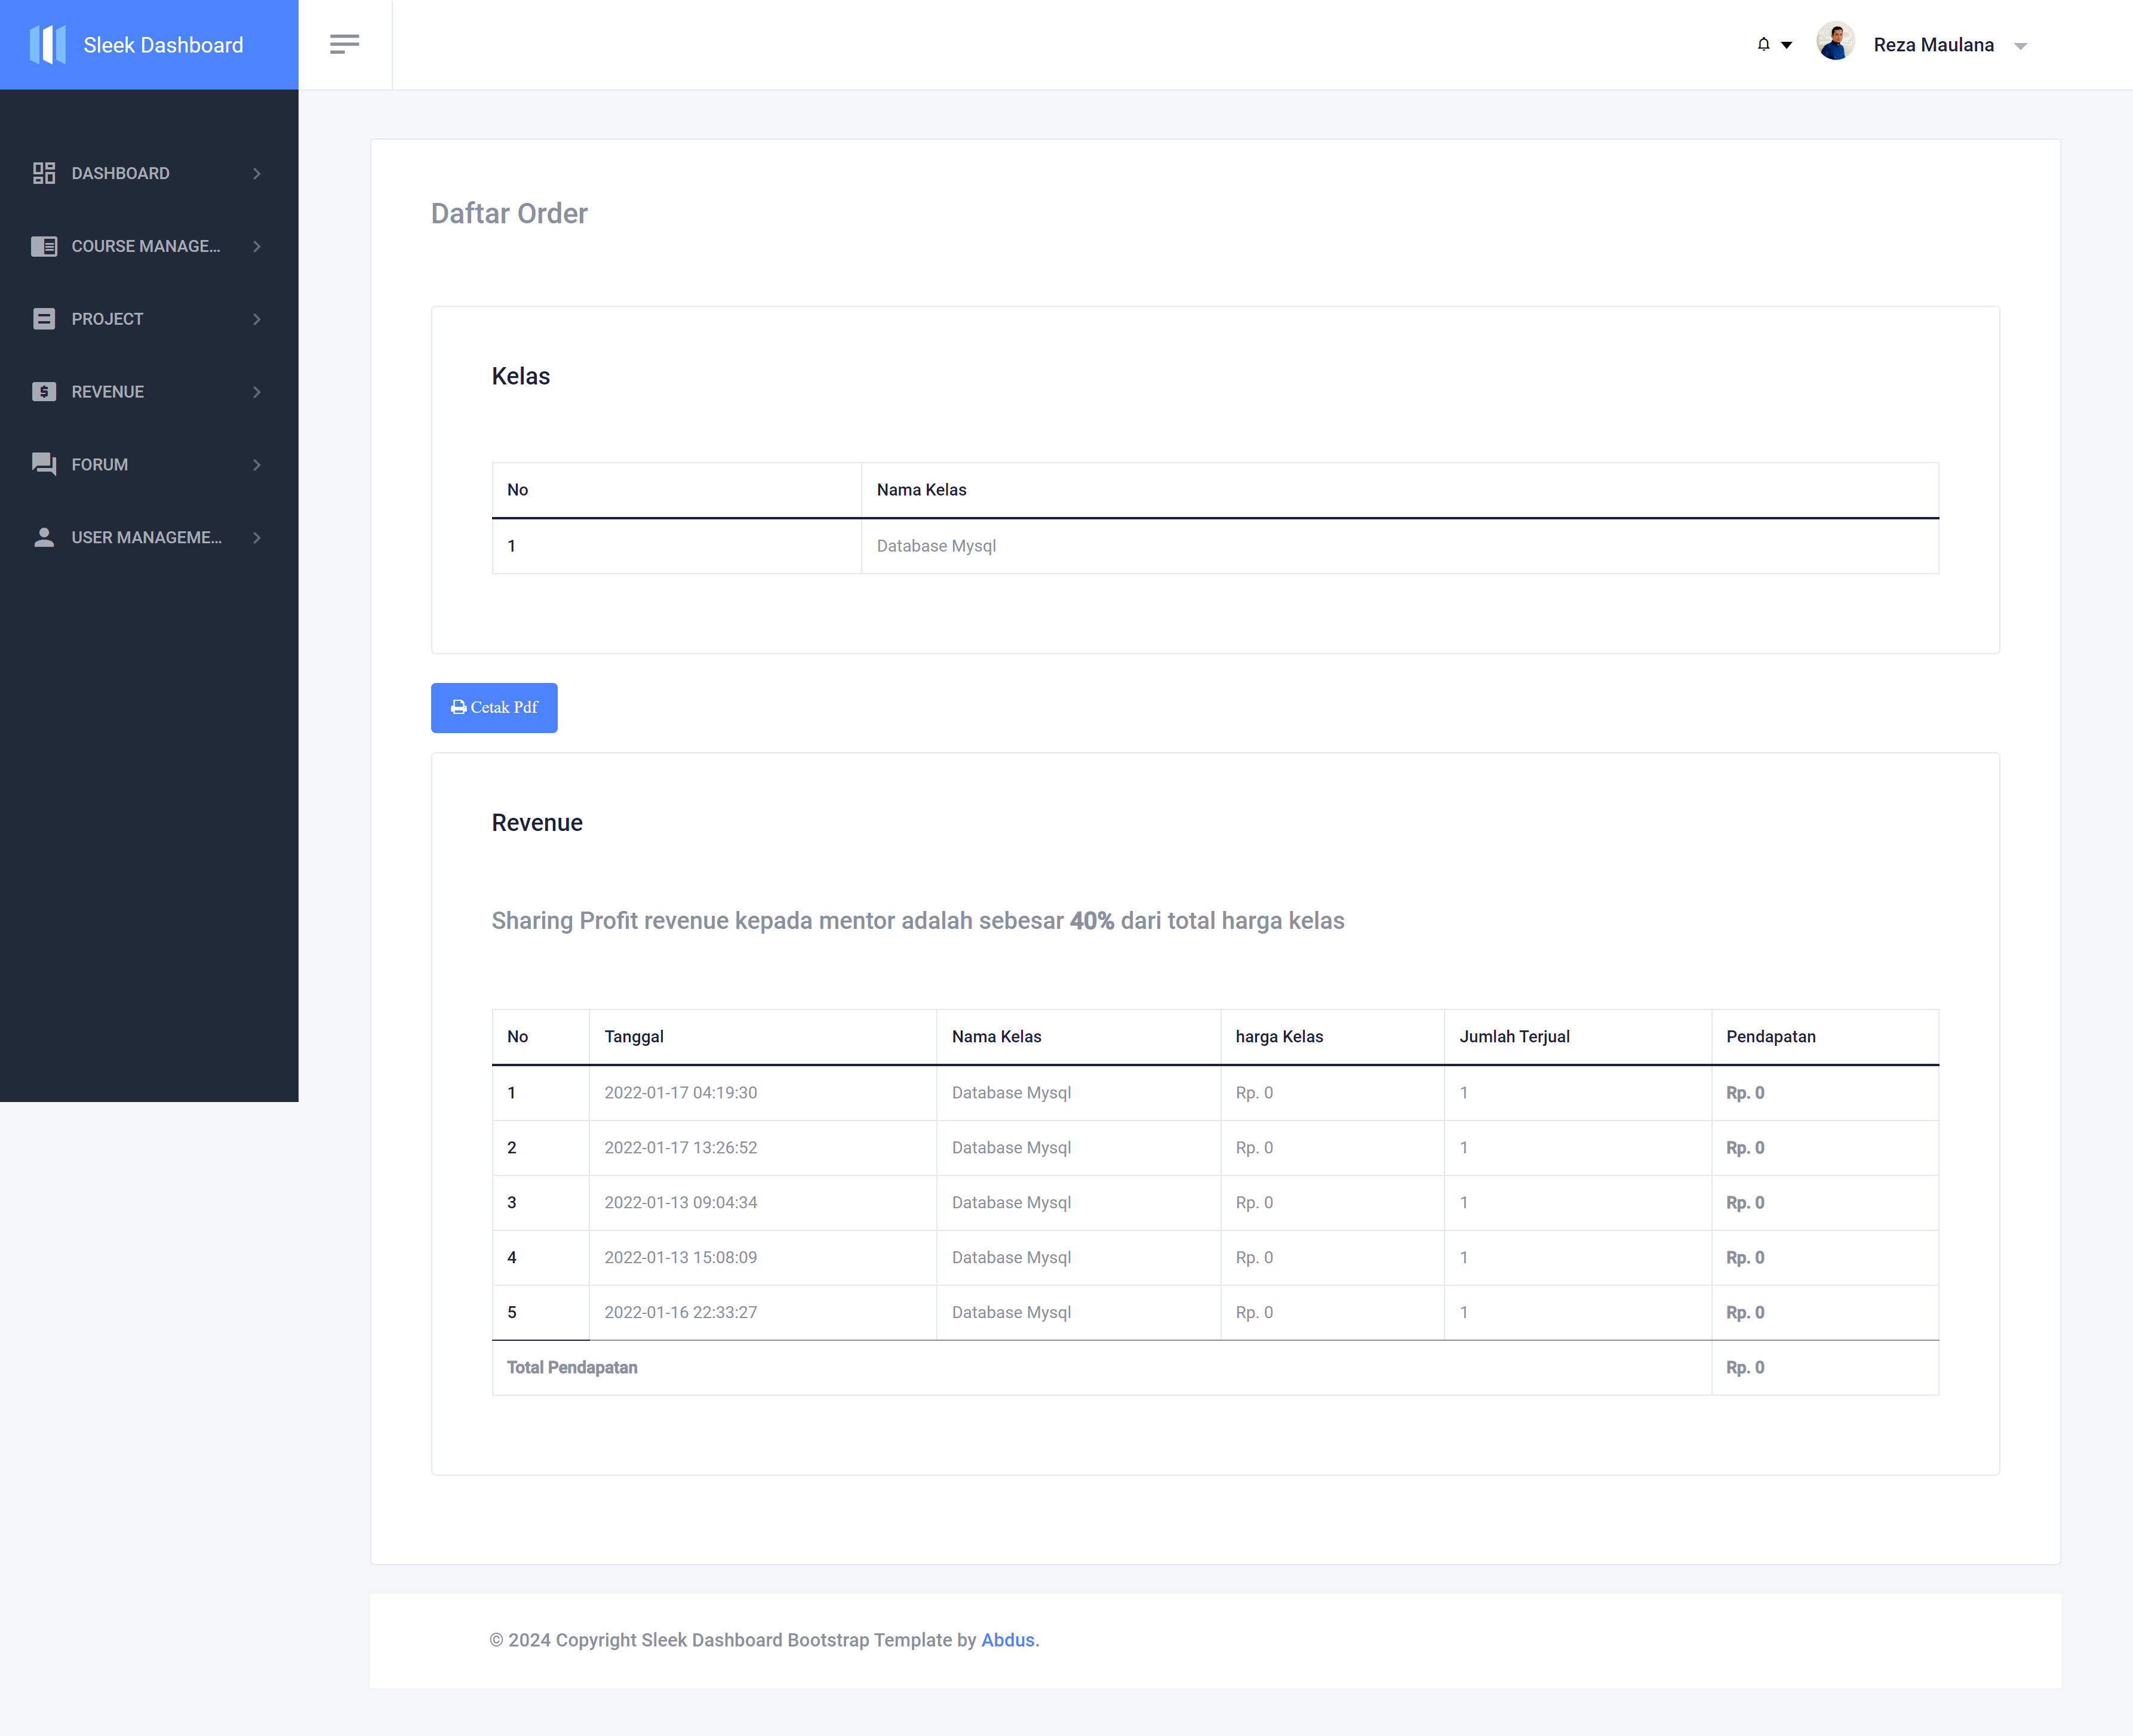 Sleek Dashboard
Reza Maulana
DASHBOARD
COURSE MANAGE...
PROJECT
REVENUE
FORUM
USER MANAGEME...
Daftar Order
Kelas
No Nama Kelas
1 Database Mysql
Cetak Pdf
Revenue
Sharing Profit revenue kepada mentor adalah sebesar 40% dari total harga kelas
No Tanggal Nama Kelas harga Kelas Jumlah Terjual Pendapatan
1 2022-01-17 04:19:30 Database Mysql Rp. 0 1 Rp. 0
2 2022-01-17 13:26:52 Database Mysql Rp. 0 1 Rp. 0
3 2022-01-13 09:04:34 Database Mysql Rp. 0 1 Rp. 0
4 2022-01-13 15:08:09 Database Mysql Rp. 0 1 Rp. 0
5 2022-01-16 22:33:27 Database Mysql Rp. 0 1 Rp. 0
Total Pendapatan Rp. 0
© 2024 Copyright Sleek Dashboard Bootstrap Template by Abdus.